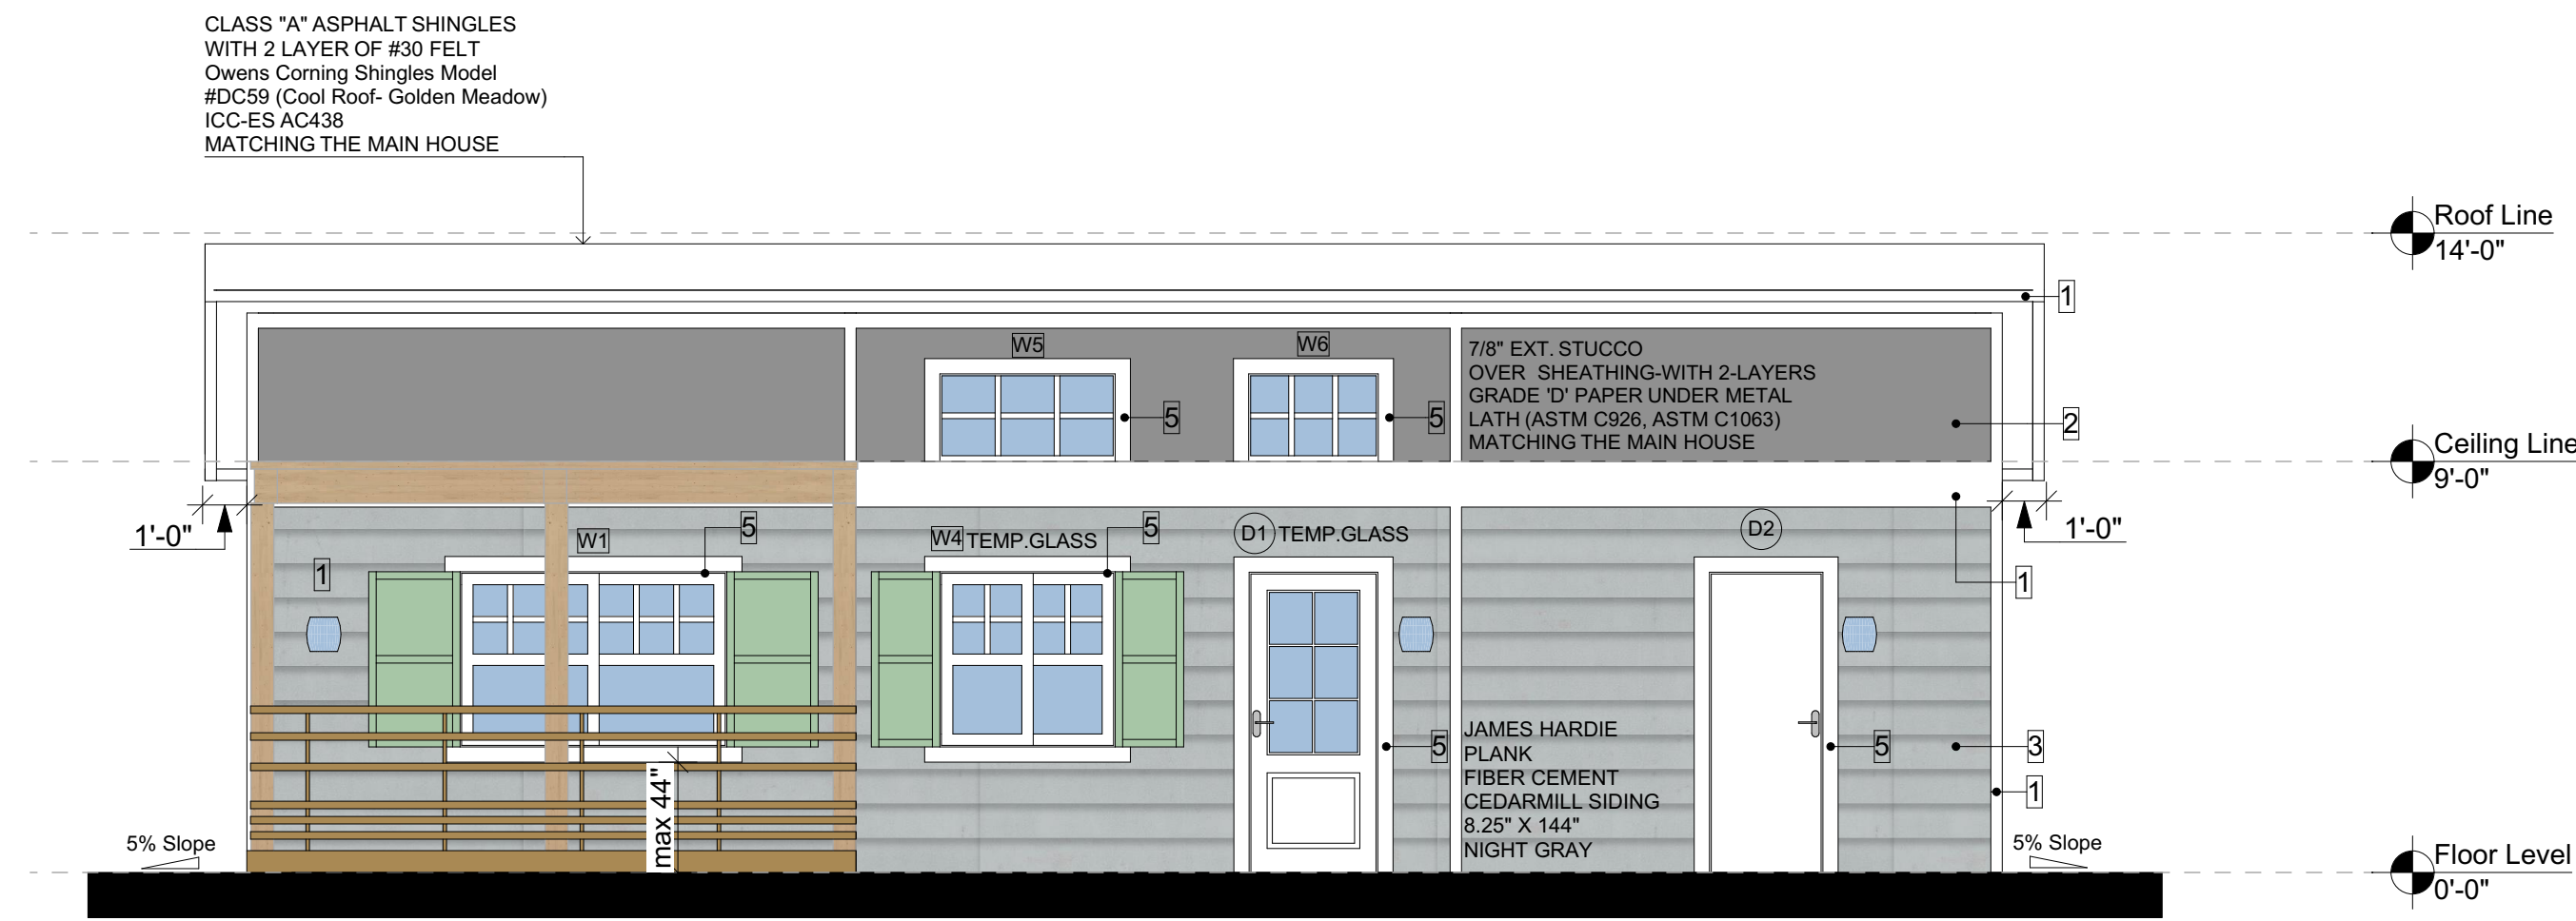 CLASS "A" ASPHALT SHINGLES
WITH 2 LAYER OF #30 FELT
Owens Corning Shingles Model
#DC59 (Cool Roof- Golden Meadow)
ICC-ES AC438
MATCHING THE MAIN HOUSE
Roof Line
14'-0"
1
W5
W6
7/8" EXT. STUCCO
OVER SHEATHING-WITH 2-LAYERS
GRADE 'D' PAPER UNDER METAL
LATH (ASTM C926, ASTM C1063)
MATCHING THE MAIN HOUSE
5
5
2
Ceiling Line
9'-0"
1'-0"
1'-0"
W1
5
W4 TEMP.GLASS
5
D1 TEMP.GLASS
D2
1
1
JAMES HARDIE
PLANK
FIBER CEMENT
CEDARMILL SIDING
8.25" X 144"
NIGHT GRAY
5
5
3
1
max 44"
5% Slope
5% Slope
Floor Level
0'-0"